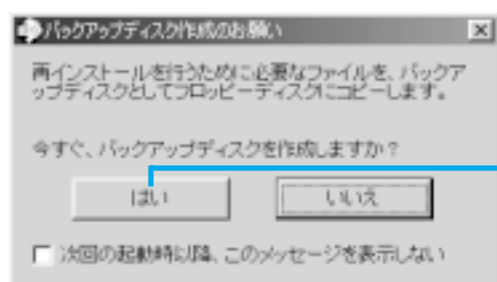 バックアップディスク作成のお願い
再インストールを行うために必要なファイルを、バックア
ップディスクとしてフロッピーディスクにコピーします。
今すぐ、バックアップディスクを作成しますか？
はい
いいえ
次回の起動時以降、このメッセージを表示しない